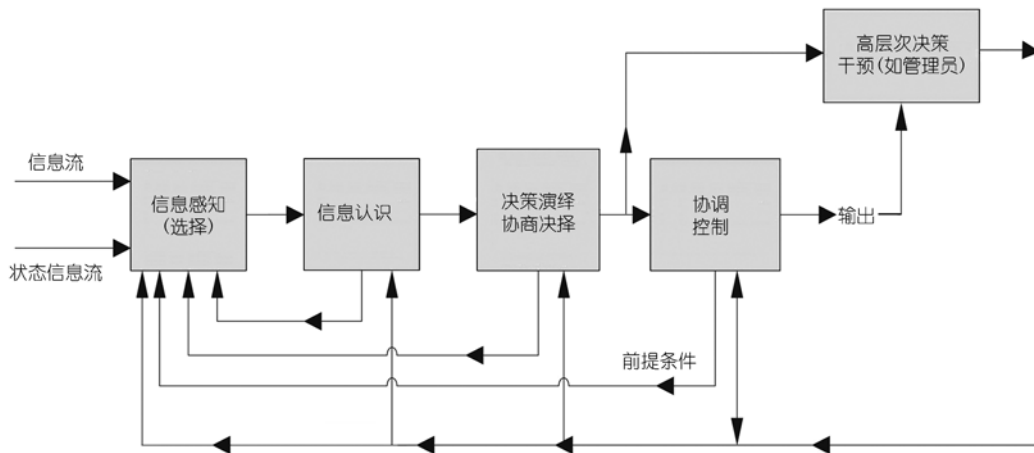 高层次决策
干预(如管理员)
信息流
信息感知
(选择)
信息认识
决策演绎
协商决择
协调
控制
输出
状态信息流
前提条件